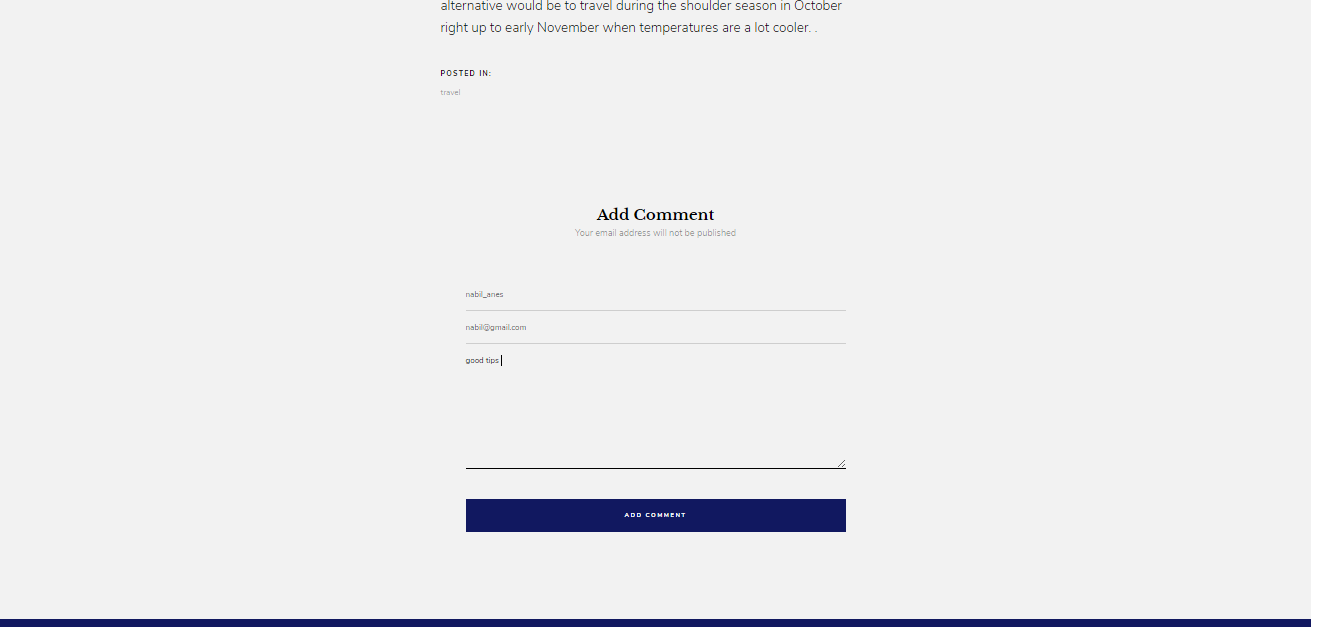 alternative would be to travel during the shoulder season in October
right up to early November when temperatures are a lot cooler. .
POSTED IN:
travel
Add Comment
Your email address will not be published
nabil_anes
nabil@gmail.com
good tips
ADD COMMENT